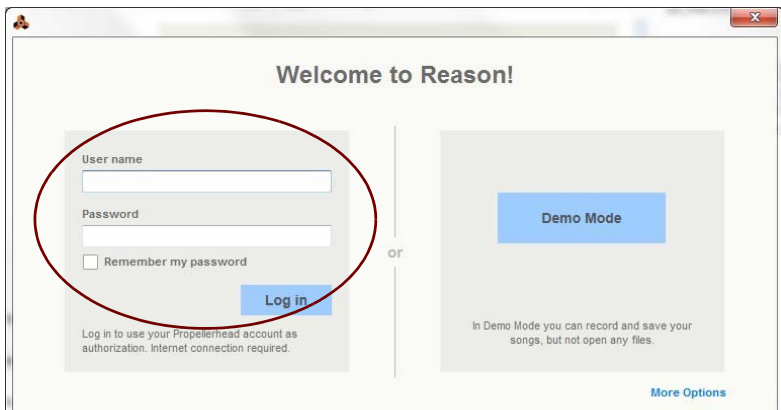 Welcome to Reason!
User name
Password
Remember my password
Log in
Log in to use your Propellerhead account as
authorization. Internet connection required.
or
Demo Mode
In Demo Mode you can record and save your
songs, but not open any files.
More Options